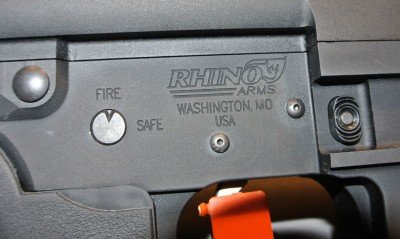 RHINO
ARMS
WASHINGTON, MO
USA
FIRE
SAFE